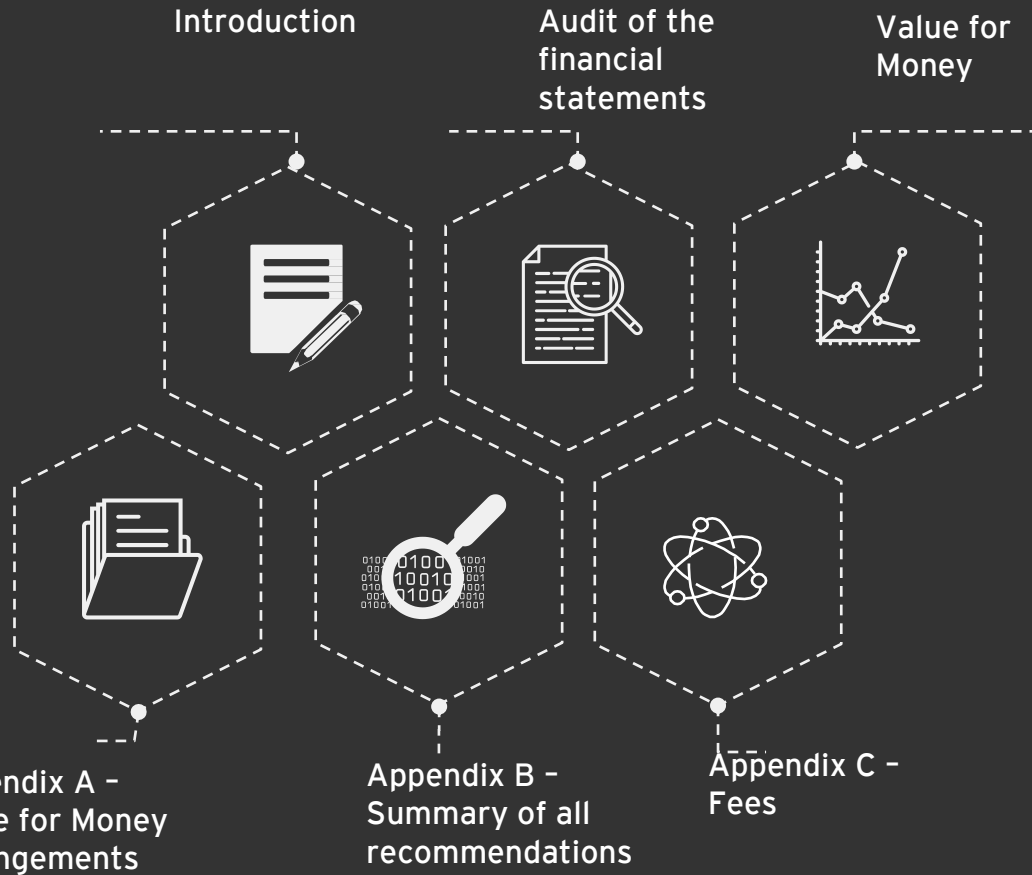 Introduction
Audit of the
financial
statements
Value for
Money
endix A –
e for Money
ngements
Appendix B –
Summary of all
recommendations
Appendix C –
Fees